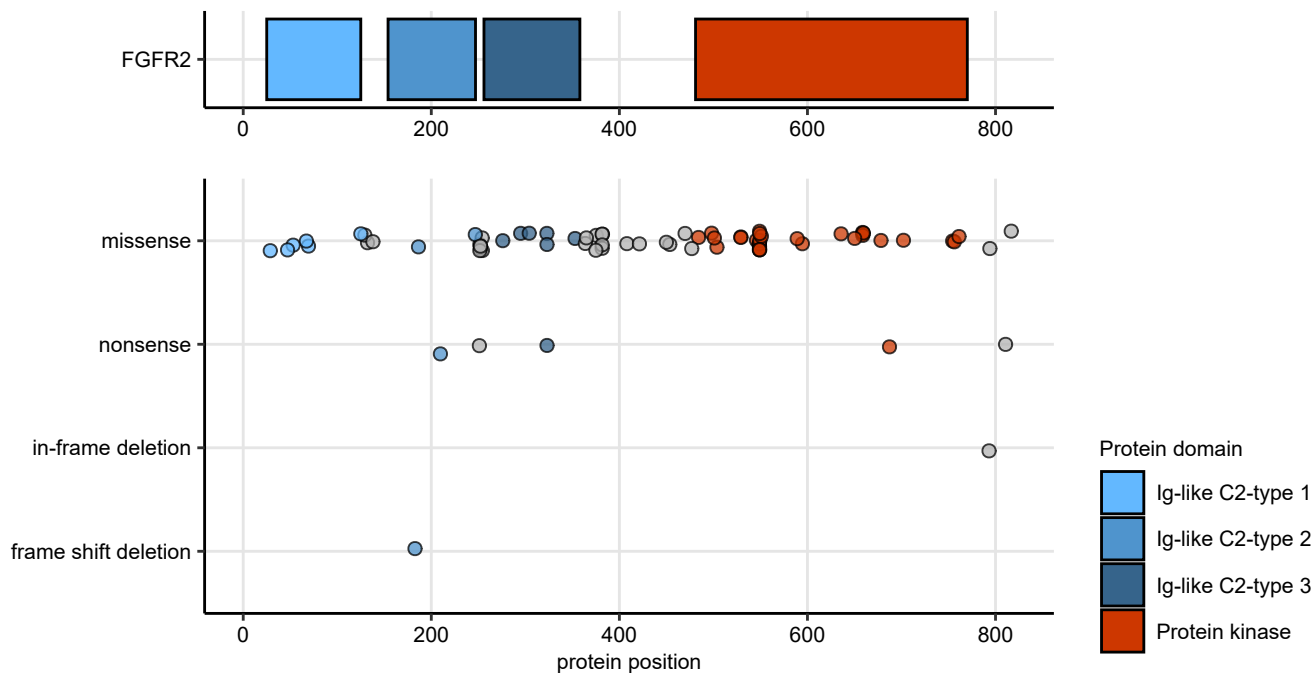 FGFR2
0 200 400 600 800
missense
nonsense
in-frame deletion
frame shift deletion
0 200 400 600 800
protein position
Protein domain
Ig-like C2-type 1
Ig-like C2-type 2
Ig-like C2-type 3
Protein kinase